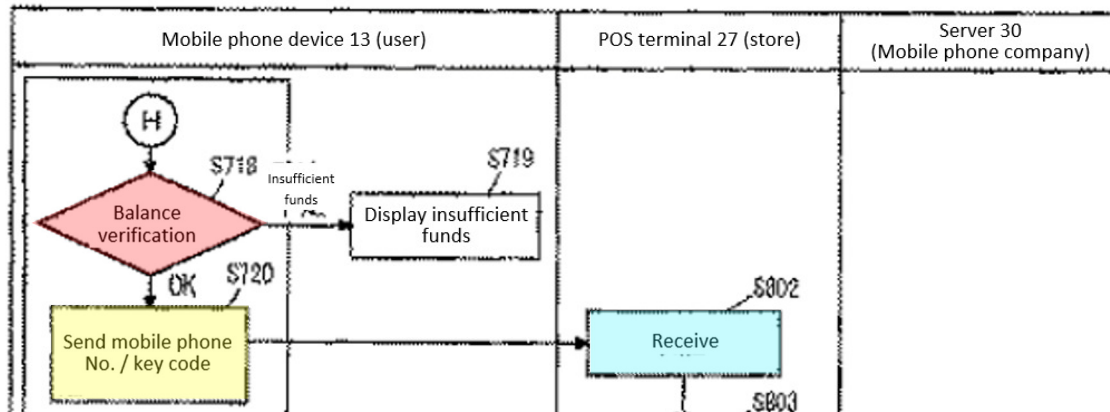 Mobile phone device 13 (user)
POS terminal 27 (store)
Server 30
(Mobile phone company)
H
S718
Insufficient
funds
S719
Balance
verification
Display insufficient
funds
OK
S720
S802
Send mobile phone
No. / key code
Receive
S803